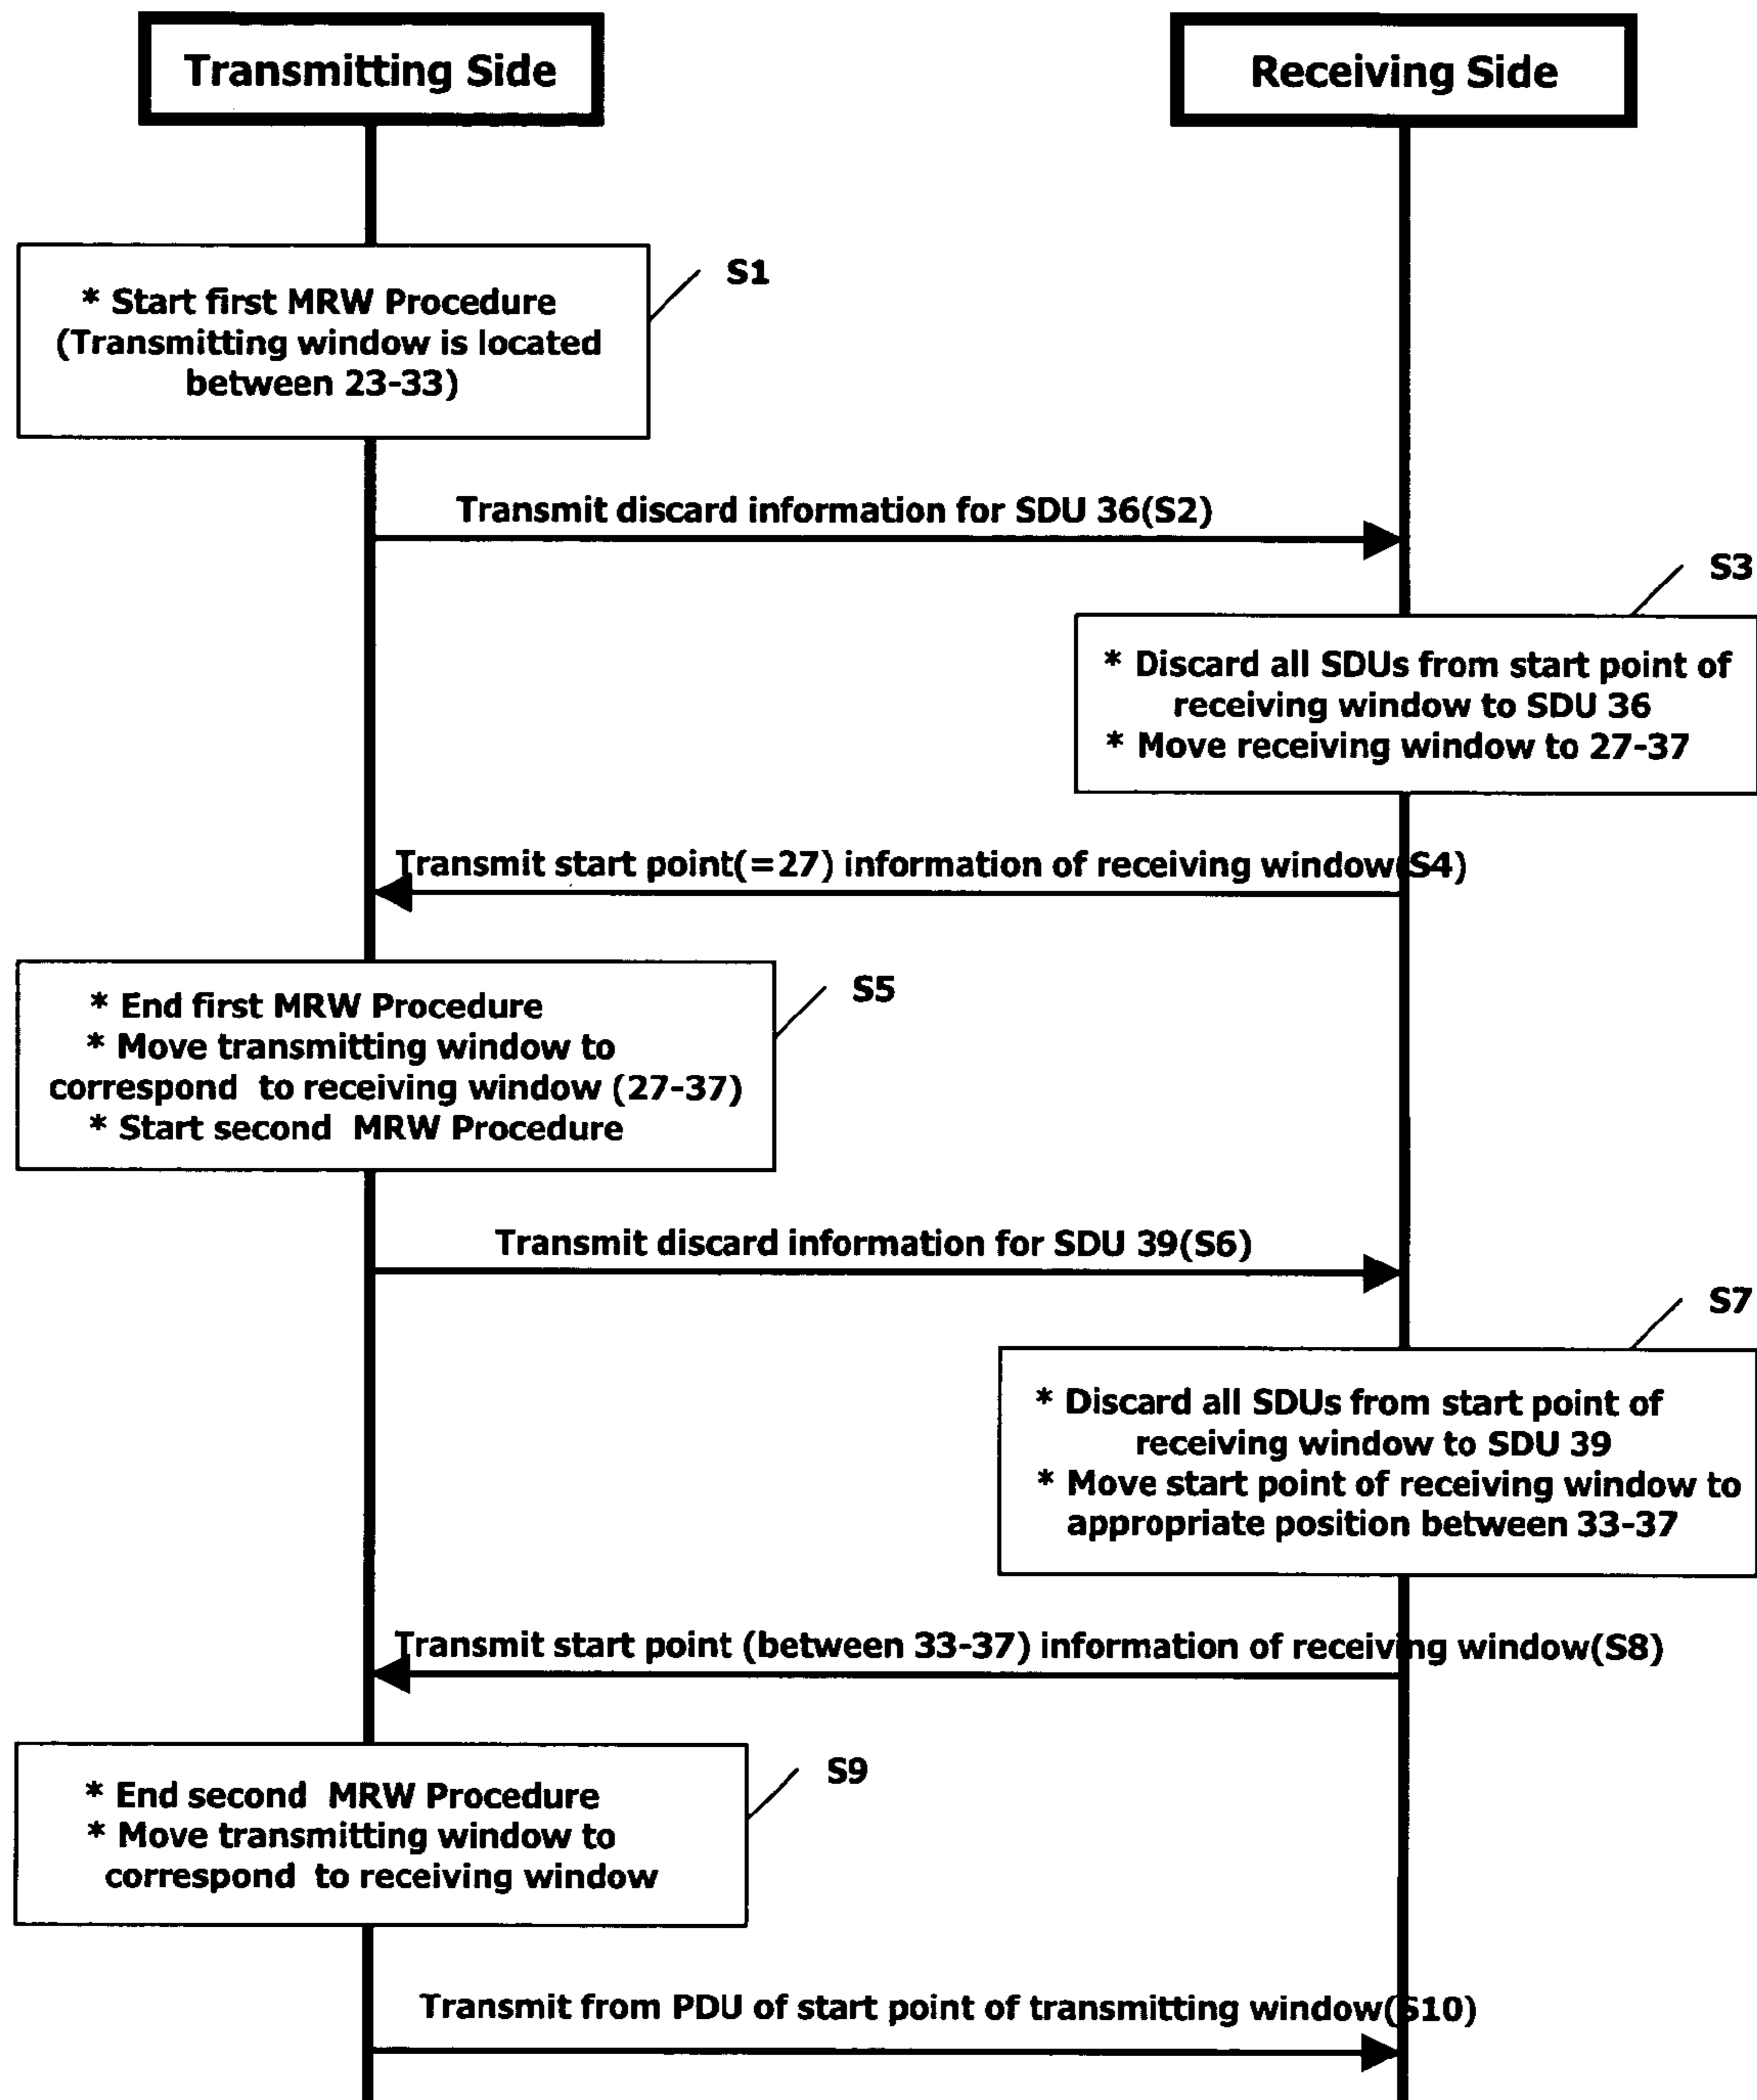 Transmitting Side
Receiving Side
* Start first MRW Procedure
(Transmitting window is located
between 23-33)
S1
Transmit discard information for SDU 36(S2)
S3
* Discard all SDUs from start point of
receiving window to SDU 36
* Move receiving window to 27-37
Transmit start point(=27) information of receiving window(S4)
* End first MRW Procedure
* Move transmitting window to
correspond to receiving window (27-37)
* Start second MRW Procedure
S5
Transmit discard information for SDU 39(S6)
S7
* Discard all SDUs from start point of
receiving window to SDU 39
* Move start point of receiving window to
appropriate position between 33-37
Transmit start point (between 33-37) information of receiving window(S8)
* End second MRW Procedure
* Move transmitting window to
correspond to receiving window
S9
Transmit from PDU of start point of transmitting window(S10)